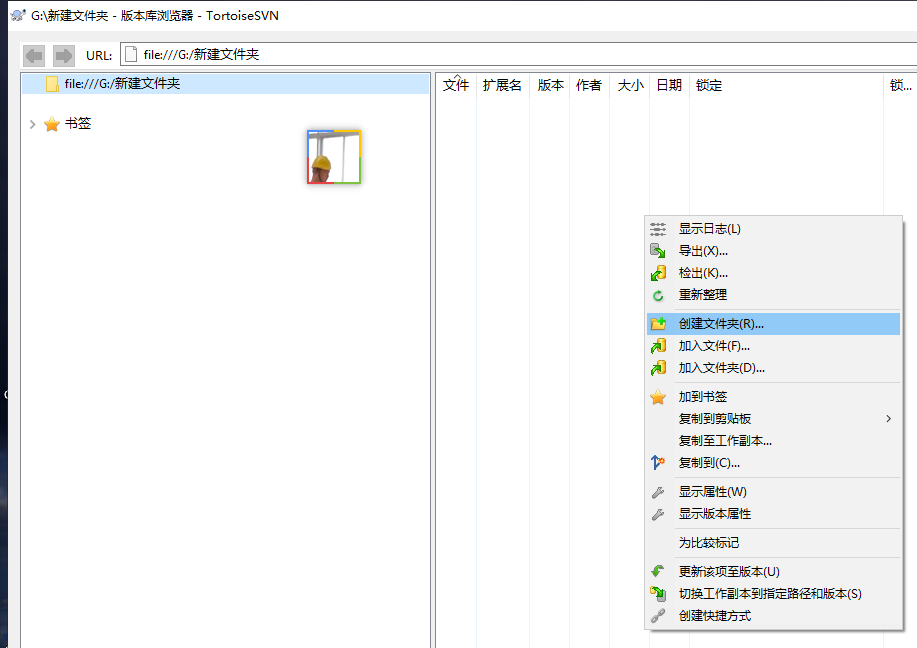 G:\新建文件夹 - 版本库浏览器 - TortoiseSVN
URL: file:///G:/新建文件夹
file:///G:/新建文件夹
书签
文件 扩展名 版本 作者 大小 日期 锁定 锁...
显示日志(L)
导出(X)...
检出(K)...
重新整理
创建文件夹(R)...
加入文件(F)...
加入文件夹(D)...
加到书签
复制到剪贴板
复制至工作副本...
复制到(C)...
显示属性(W)
显示版本属性
为比较标记
更新该项至版本(U)
切换工作副本到指定路径和版本(S)
创建快捷方式